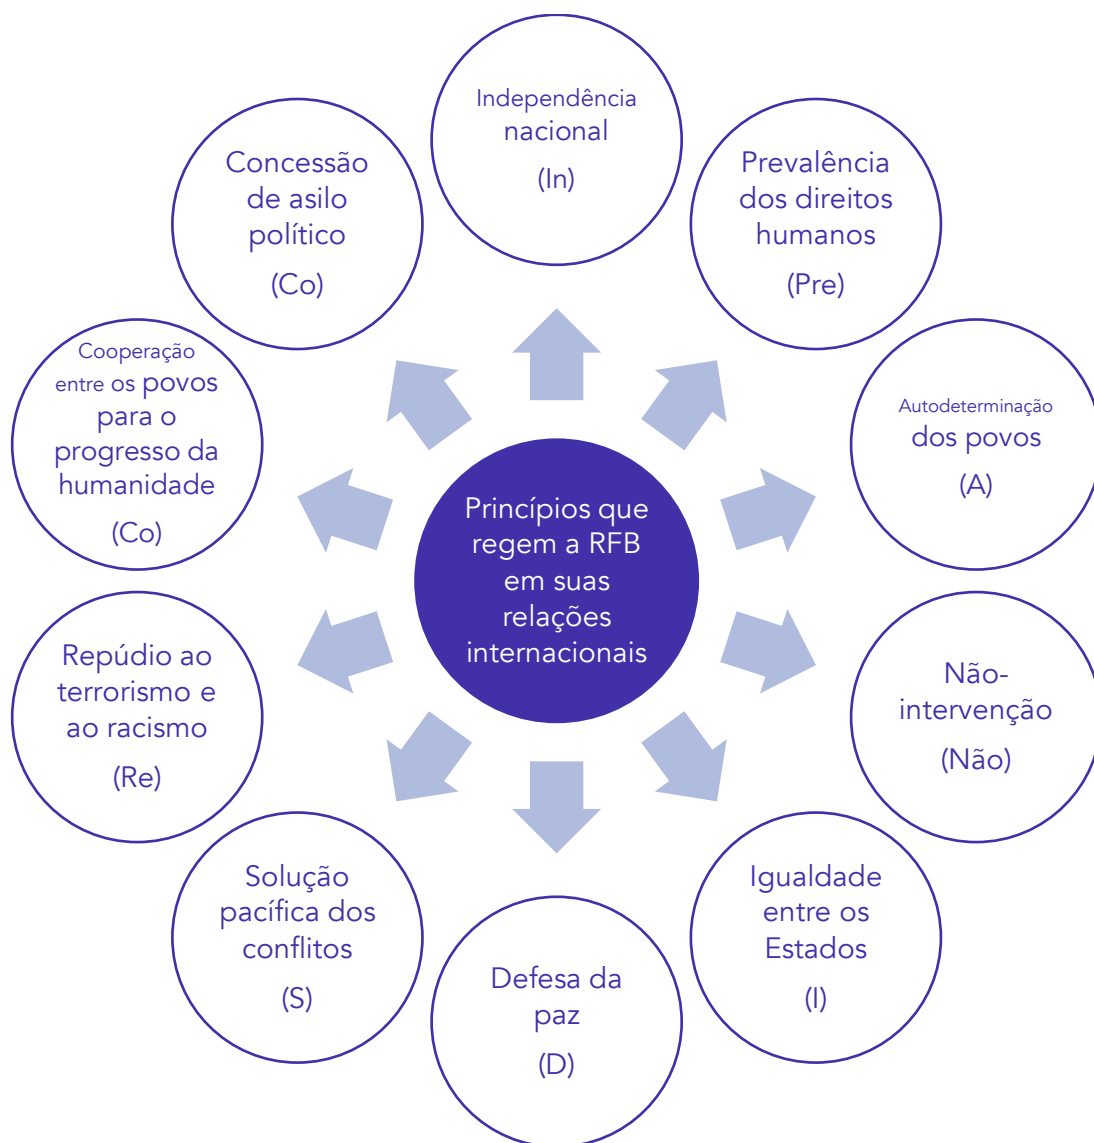 Independência
nacional
(In)
Prevalência
dos direitos
humanos
(Pre)
Autodeterminação
dos povos
(A)
Não-
intervenção
(Não)
Igualdade
entre os
Estados
(I)
Defesa da
paz
(D)
Solução
pacífica dos
conflitos
(S)
Repúdio ao
terrorismo e
ao racismo
(Re)
Cooperação
entre os povos
para o
progresso da
humanidade
(Co)
Concessão
de asilo
político
(Co)
Princípios que
regem a RFB
em suas
relações
internacionais